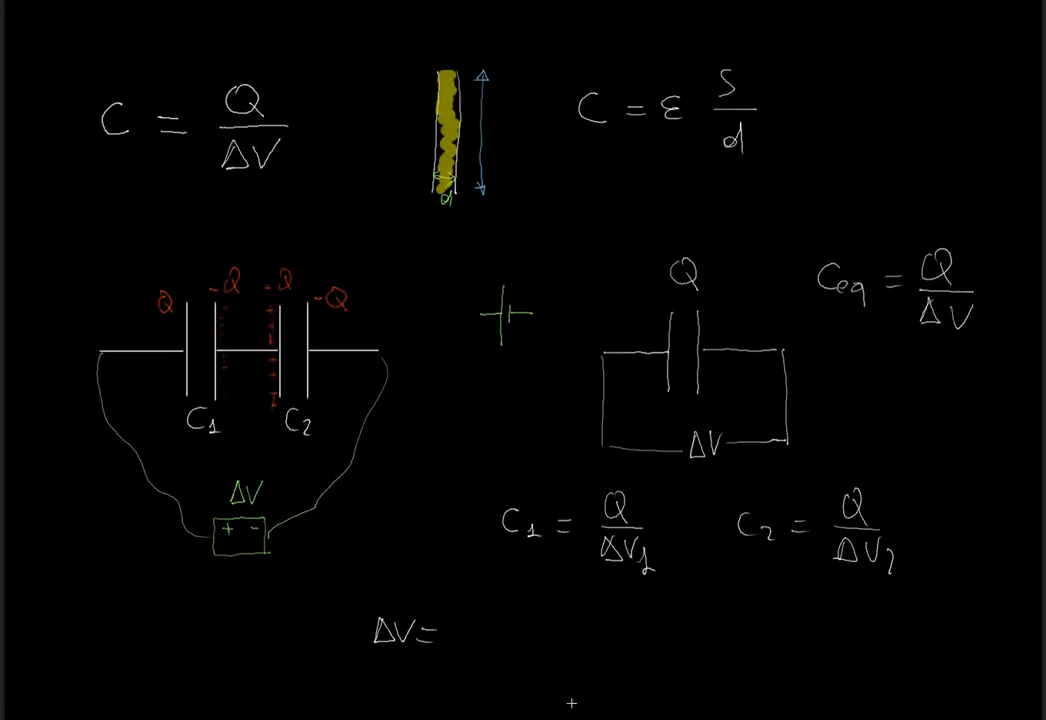 C = Q / ΔV
C = ε S / d
d
Q -Q -Q -Q
Q
Ceq = Q / ΔV
C1 C2
ΔV
+ -
ΔV
C1 = Q / ΔV1
C2 = Q / ΔV2
ΔV =